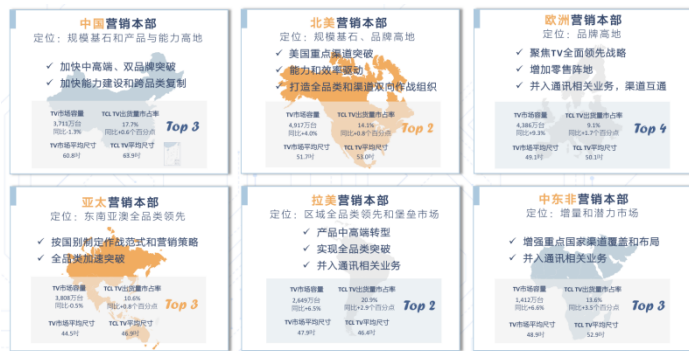 中国营销本部
定位：规模基石和产品与能力高地
✓ 加快中高端、双品牌突破
✓ 加快能力建设和跨品类复制
TV市场容量 TCL TV出货量市占率
3,711万台 17.7%
同比-1.3% 同比+0.6个百分点
Top 3
TV市场平均尺寸 TCL TV平均尺寸
60.8吋 63.9吋
北美营销本部
定位：规模基石、品牌高地
✓ 美国重点渠道突破
✓ 能力和效率驱动
✓ 打造全品类和渠道双向作战组织
TV市场容量 TCL TV出货量市占率
4,917万台 14.1%
同比+4.0% 同比+0.8个百分点
Top 2
TV市场平均尺寸 TCL TV平均尺寸
51.7吋 53.0吋
欧洲营销本部
定位：品牌高地
✓ 聚焦TV全面领先战略
✓ 增加零售阵地
✓ 并入通讯相关业务，渠道互通
TV市场容量 TCL TV出货量市占率
4,386万台 9.1%
同比+9.3% 同比+1.7个百分点
Top 4
TV市场平均尺寸 TCL TV平均尺寸
49.1吋 50.1吋
亚太营销本部
定位：东南亚澳全品类领先
✓ 按国别制定作战范式和营销策略
✓ 全品类加速突破
TV市场容量 TCL TV出货量市占率
3,808万台 10.6%
同比-0.5% 同比+0.8个百分点
Top 3
TV市场平均尺寸 TCL TV平均尺寸
44.5吋 46.9吋
拉美营销本部
定位：区域全品类领先和堡垒市场
✓ 产品中高端转型
✓ 实现全品类突破
✓ 并入通讯相关业务
TV市场容量 TCL TV出货量市占率
2,649万台 20.9%
同比+6.5% 同比+2.9个百分点
Top 2
TV市场平均尺寸 TCL TV平均尺寸
47.9吋 46.4吋
中东非营销本部
定位：增量和潜力市场
✓ 增强重点国家渠道覆盖和布局
✓ 并入通讯相关业务
TV市场容量 TCL TV出货量市占率
1,412万台 13.6%
同比+6.6% 同比+3.5个百分点
Top 3
TV市场平均尺寸 TCL TV平均尺寸
48.9吋 52.9吋